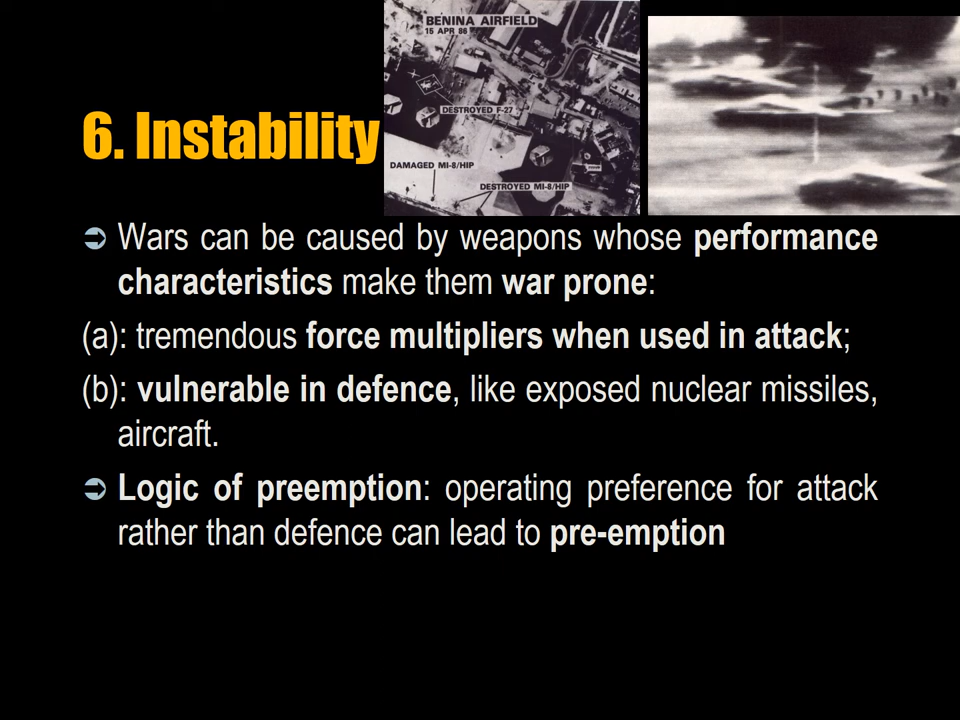 BENINA AIRFIELD
15 APR 86
DESTROYED F-27
DAMAGED MI-8/HIP
DESTROYED MI-8/HIP
6. Instability
Wars can be caused by weapons whose performance
characteristics make them war prone:
(a): tremendous force multipliers when used in attack;
(b): vulnerable in defence, like exposed nuclear missiles,
aircraft.
Logic of preemption: operating preference for attack
rather than defence can lead to pre-emption